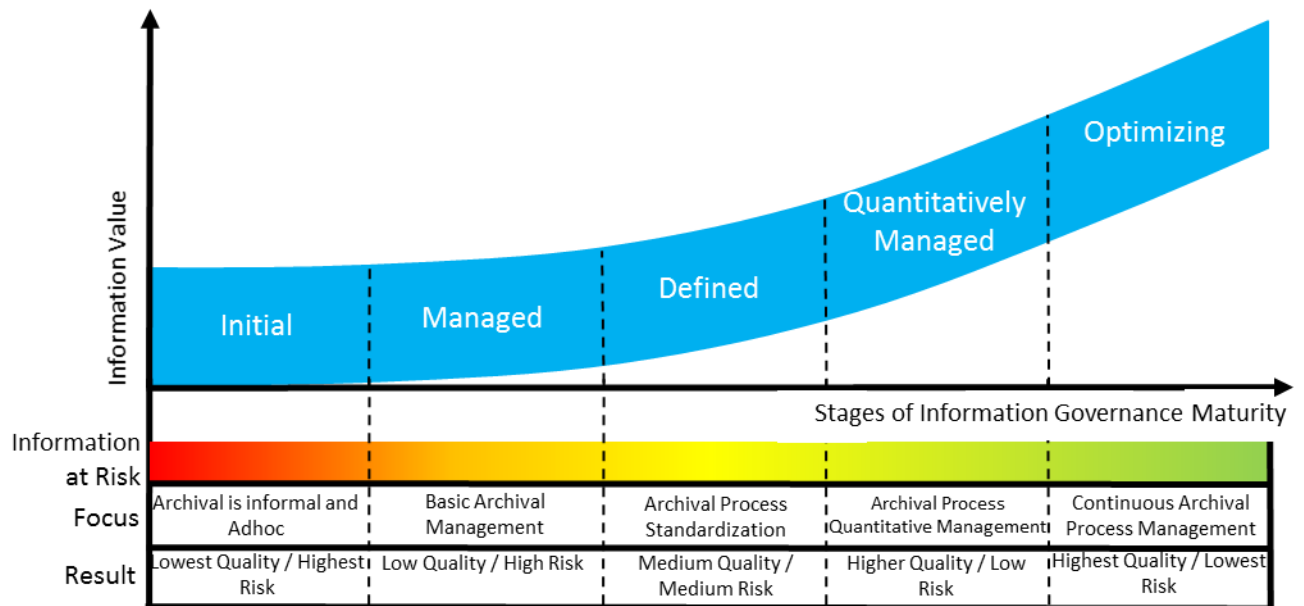 Information Value
Initial
Managed
Defined
Quantitatively
Managed
Optimizing
Stages of Information Governance Maturity
Information
at Risk
Focus
Archival is informal and
Adhoc
Basic Archival
Management
Archival Process
Standardization
Archival Process
Quantitative Management
Continuous Archival
Process Management
Result
Lowest Quality / Highest
Risk
Low Quality / High Risk
Medium Quality /
Medium Risk
Higher Quality / Low
Risk
Highest Quality / Lowest
Risk